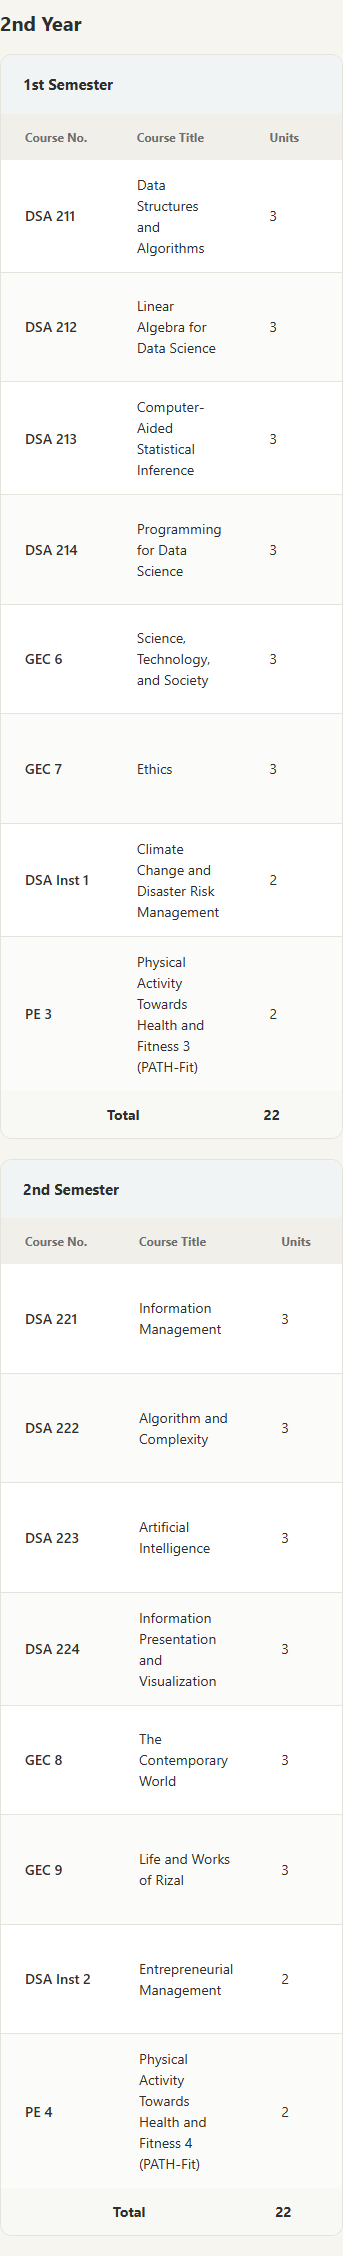 2nd Year
1st Semester
Course No. Course Title Units
Data
Structures
DSA 211 and 3
Algorithms
Linear
DSA 212 Algebra for 3
Data Science
Computer-
Aided
DSA 213 Statistical 3
Inference
Programming
DSA 214 for Data 3
Science
Science,
GEC 6 Technology, 3
and Society
GEC 7 Ethics 3
Climate
Change and
DSA Inst 1 Disaster Risk 2
Management
Physical
Activity
Towards
PE 3 Health and 2
Fitness 3
(PATH-Fit)
Total 22
2nd Semester
Course No. Course Title Units
Information
DSA 221 Management 3
Algorithm and
DSA 222 Complexity 3
Artificial
DSA 223 Intelligence 3
Information
Presentation
DSA 224 and 3
Visualization
The
GEC 8 Contemporary 3
World
Life and Works
GEC 9 of Rizal 3
Entrepreneurial
DSA Inst 2 Management 2
Physical
Activity
Towards
PE 4 Health and 2
Fitness 4
(PATH-Fit)
Total 22